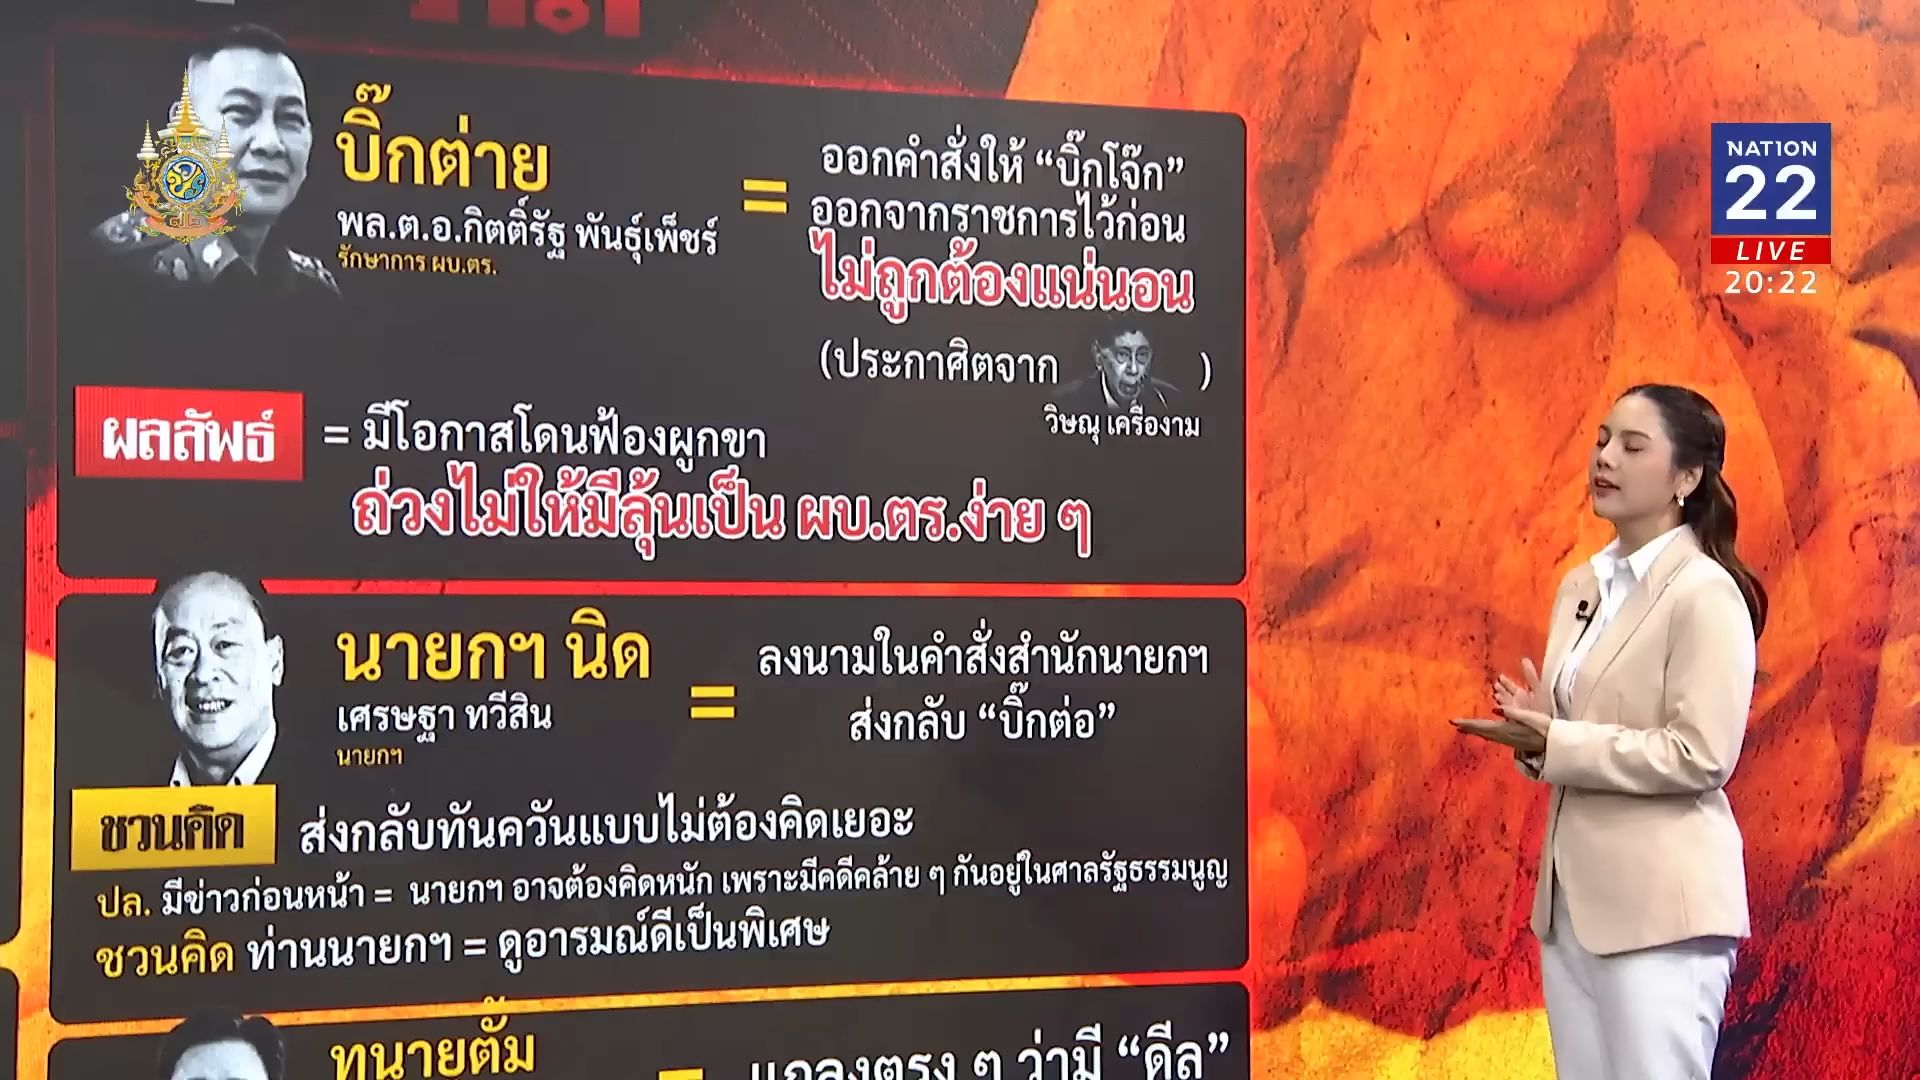 บิ๊กต่าย
พล.ต.อ.กิตติ์รัฐ พันธุ์เพ็ชร์
รักษาการ ผบ.ตร.
=
ออกคำสั่งให้ “บิ๊กโจ๊ก”
ออกจากราชการไว้ก่อน
ไม่ถูกต้องแน่นอน
(ประกาศิตจาก )
วิษณุ เครืองาม
ผลลัพธ์
= มีโอกาสโดนฟ้องผูกขา
ถ่วงไม่ให้มีลุ้นเป็น ผบ.ตร.ง่าย ๆ
นายกฯ นิด
เศรษฐา ทวีสิน
นายกฯ
=
ลงนามในคำสั่งสำนักนายกฯ
ส่งกลับ “บิ๊กต่อ”
ชวนคิด
ส่งกลับทันควันแบบไม่ต้องคิดเยอะ
ปล. มีข่าวก่อนหน้า = นายกฯ อาจต้องคิดหนัก เพราะมีคดีคล้าย ๆ กันอยู่ในศาลรัฐธรรมนูญ
ชวนคิด ท่านนายกฯ = ดูอารมณ์ดีเป็นพิเศษ
ทนายตั้ม
=
แถลงตรง ๆ ว่ามี “ดีล”
NATION
22
LIVE
20:22